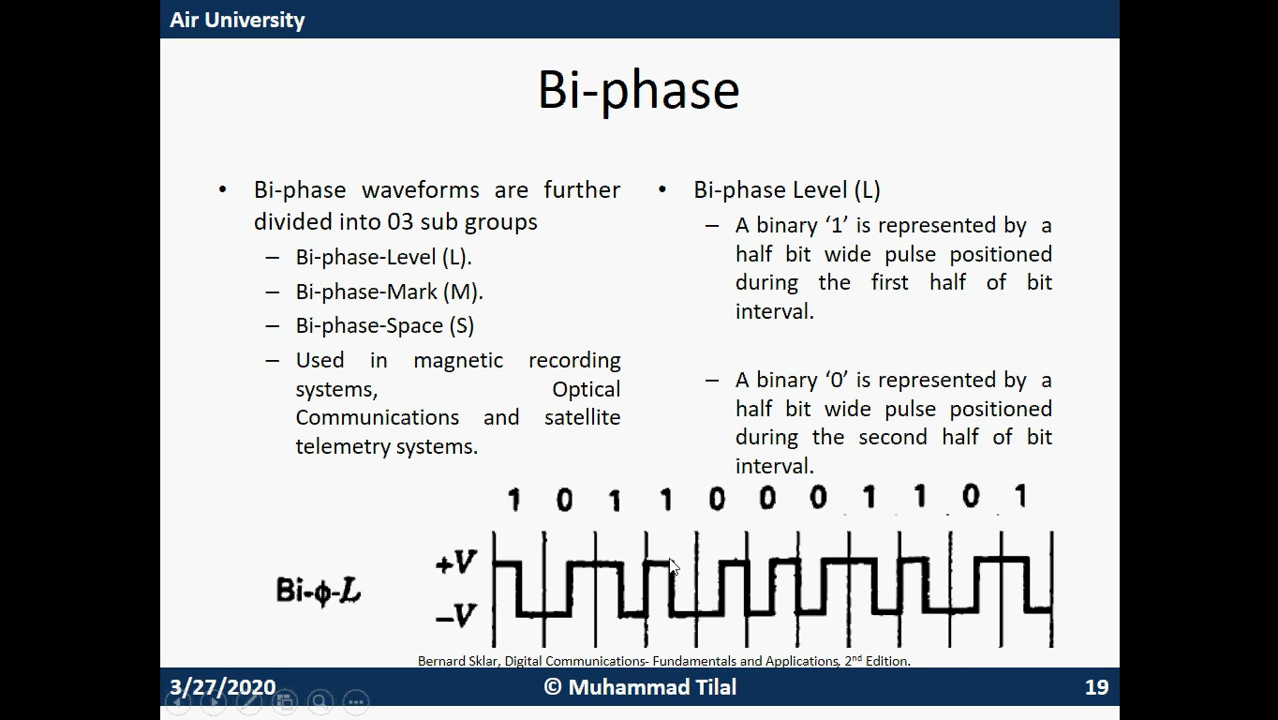 Air University
Bi-phase
• Bi-phase waveforms are further
divided into 03 sub groups
– Bi-phase-Level (L).
– Bi-phase-Mark (M).
– Bi-phase-Space (S)
– Used in magnetic recording
systems, Optical
Communications and satellite
telemetry systems.
• Bi-phase Level (L)
– A binary ‘1’ is represented by a
half bit wide pulse positioned
during the first half of bit
interval.
– A binary ‘0’ is represented by a
half bit wide pulse positioned
during the second half of bit
interval.
1 0 1 1 0 0 0 1 1 0 1
+V
Bi-ϕ-L
−V
Bernard Sklar, Digital Communications- Fundamentals and Applications, 2nd Edition.
3/27/2020 © Muhammad Tilal 19